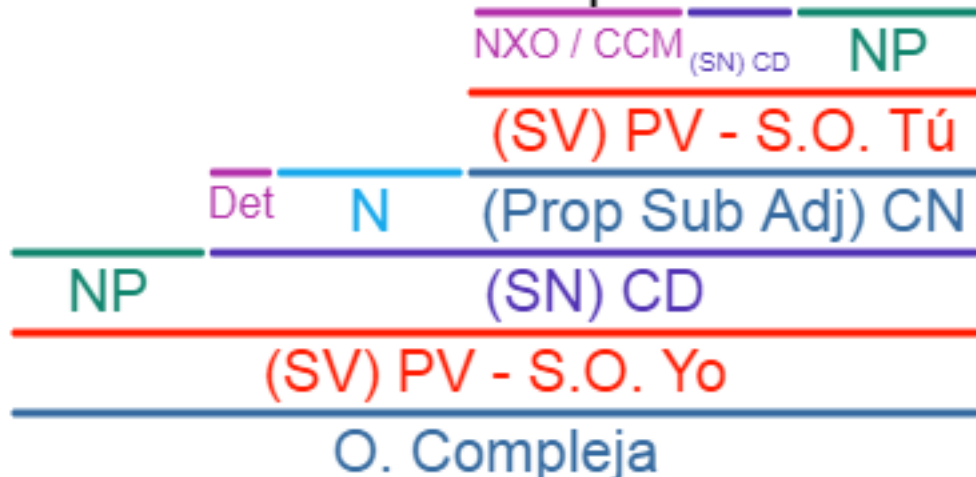 NXO / CCM (SN) CD NP
(SV) PV - S.O. Tú
Det N (Prop Sub Adj) CN
NP (SN) CD
(SV) PV - S.O. Yo
O. Compleja